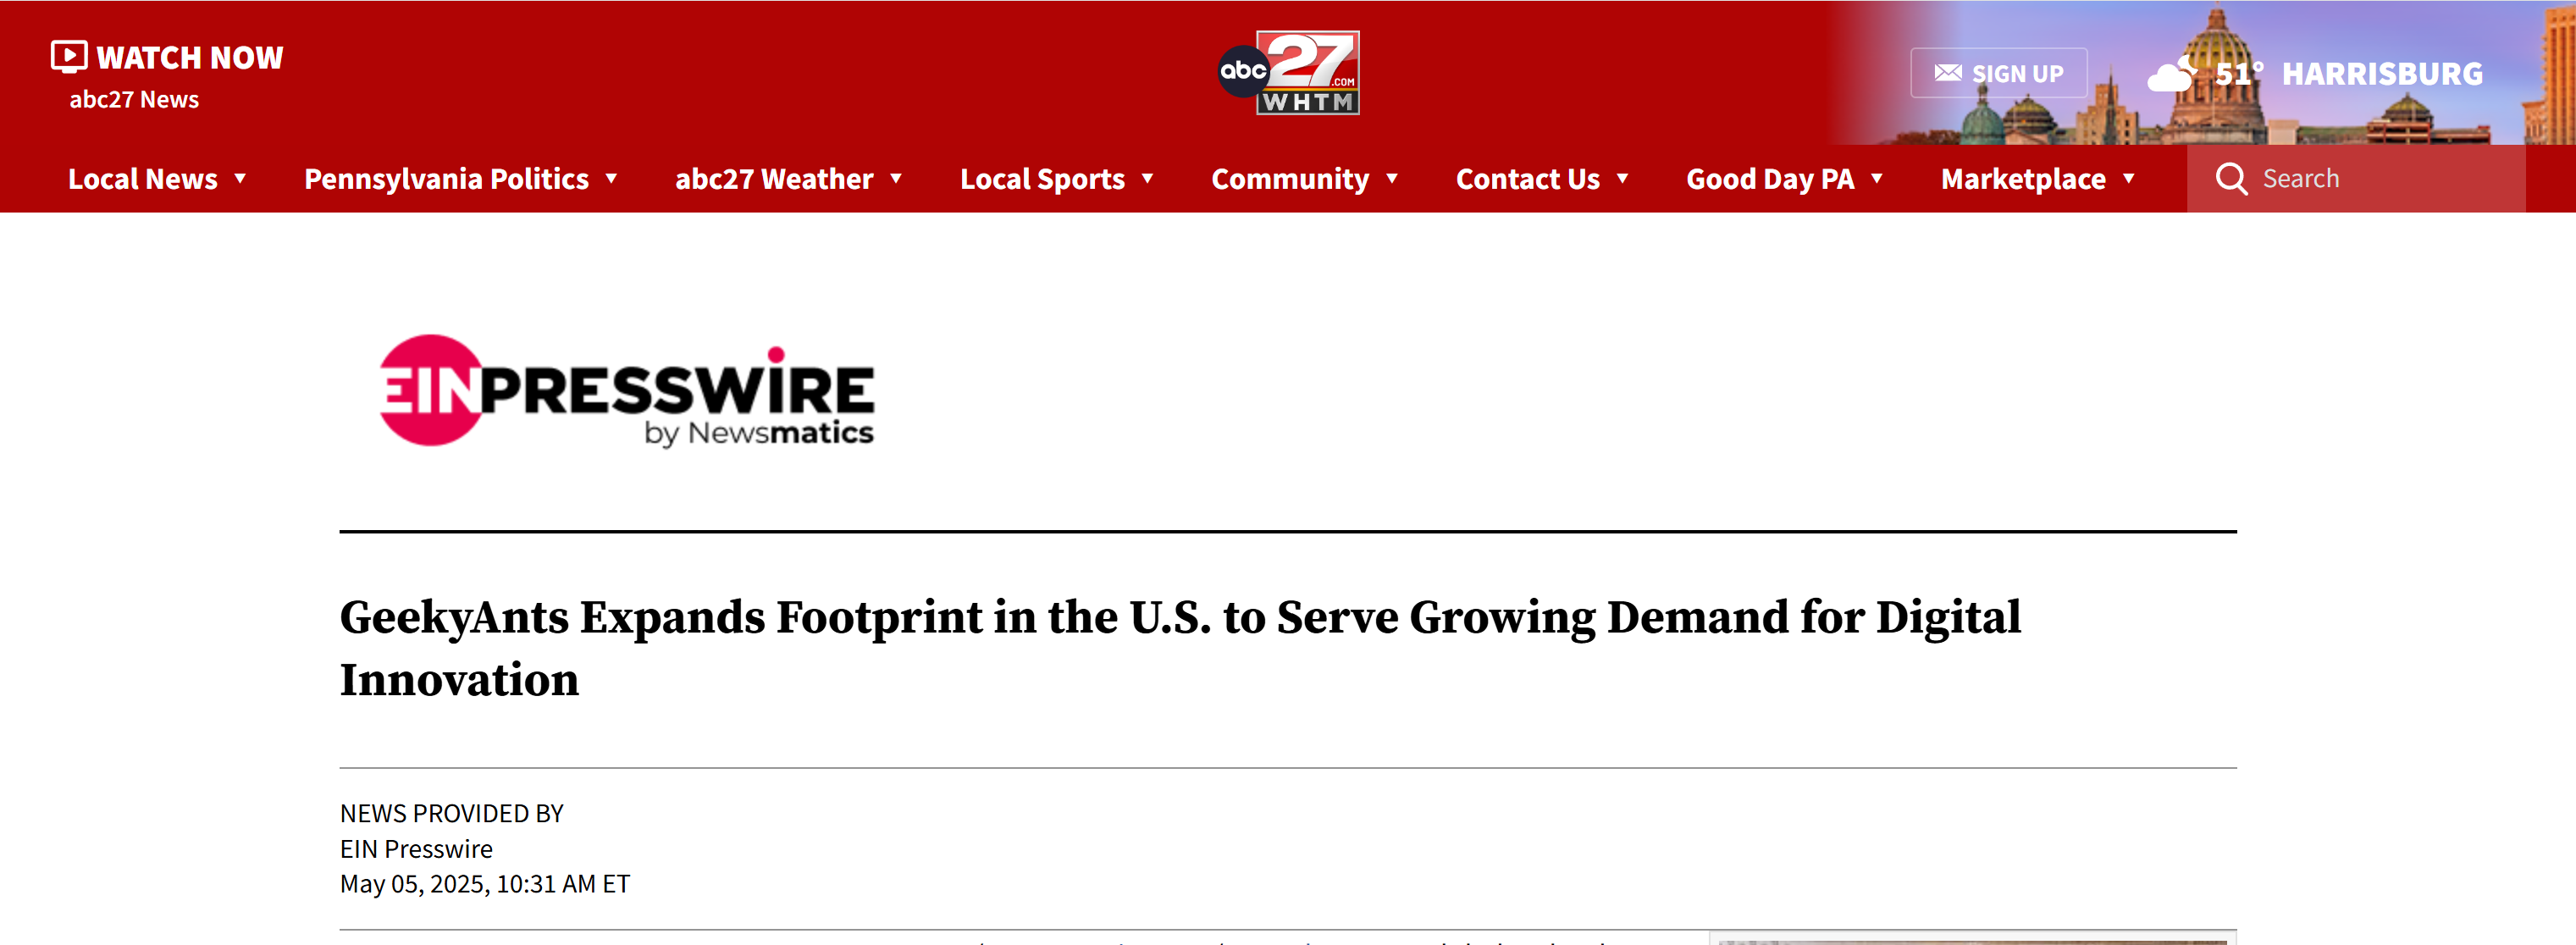 WATCH NOW
abc27 News
abc 27 .COM
WHTM
SIGN UP
51° HARRISBURG
Local News Pennsylvania Politics abc27 Weather Local Sports Community Contact Us Good Day PA Marketplace Search
EINPRESSWIRE
by Newsmatics
GeekyAnts Expands Footprint in the U.S. to Serve Growing Demand for Digital
Innovation
NEWS PROVIDED BY
EIN Presswire
May 05, 2025, 10:31 AM ET